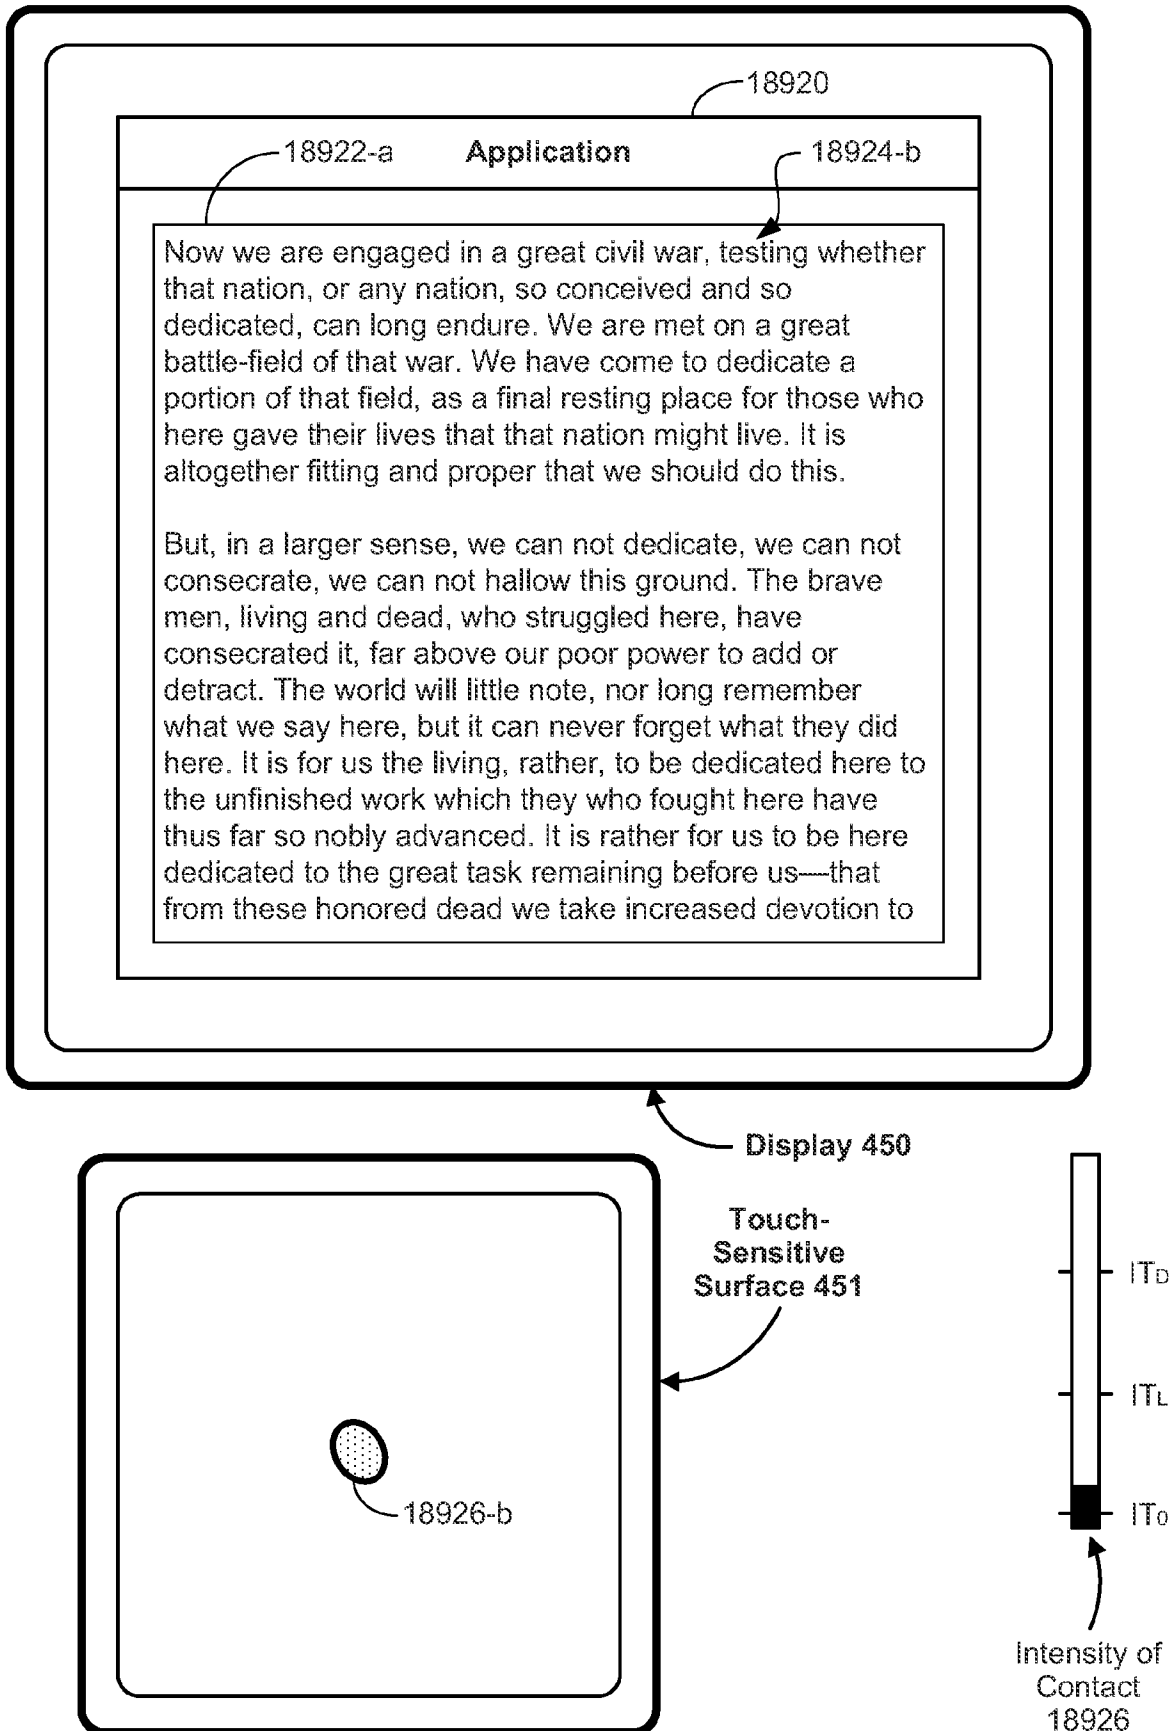 18920
18922-a
Application
18924-b
Now we are engaged in a great civil war, testing whether
that nation, or any nation, so conceived and so
dedicated, can long endure. We are met on a great
battle-field of that war. We have come to dedicate a
portion of that field, as a final resting place for those who
here gave their lives that that nation might live. It is
altogether fitting and proper that we should do this.
But, in a larger sense, we can not dedicate, we can not
consecrate, we can not hallow this ground. The brave
men, living and dead, who struggled here, have
consecrated it, far above our poor power to add or
detract. The world will little note, nor long remember
what we say here, but it can never forget what they did
here. It is for us the living, rather, to be dedicated here to
the unfinished work which they who fought here have
thus far so nobly advanced. It is rather for us to be here
dedicated to the great task remaining before us—that
from these honored dead we take increased devotion to
Display 450
Touch-
Sensitive
Surface 451
ITD
ITL
IT0
18926-b
Intensity of
Contact
18926